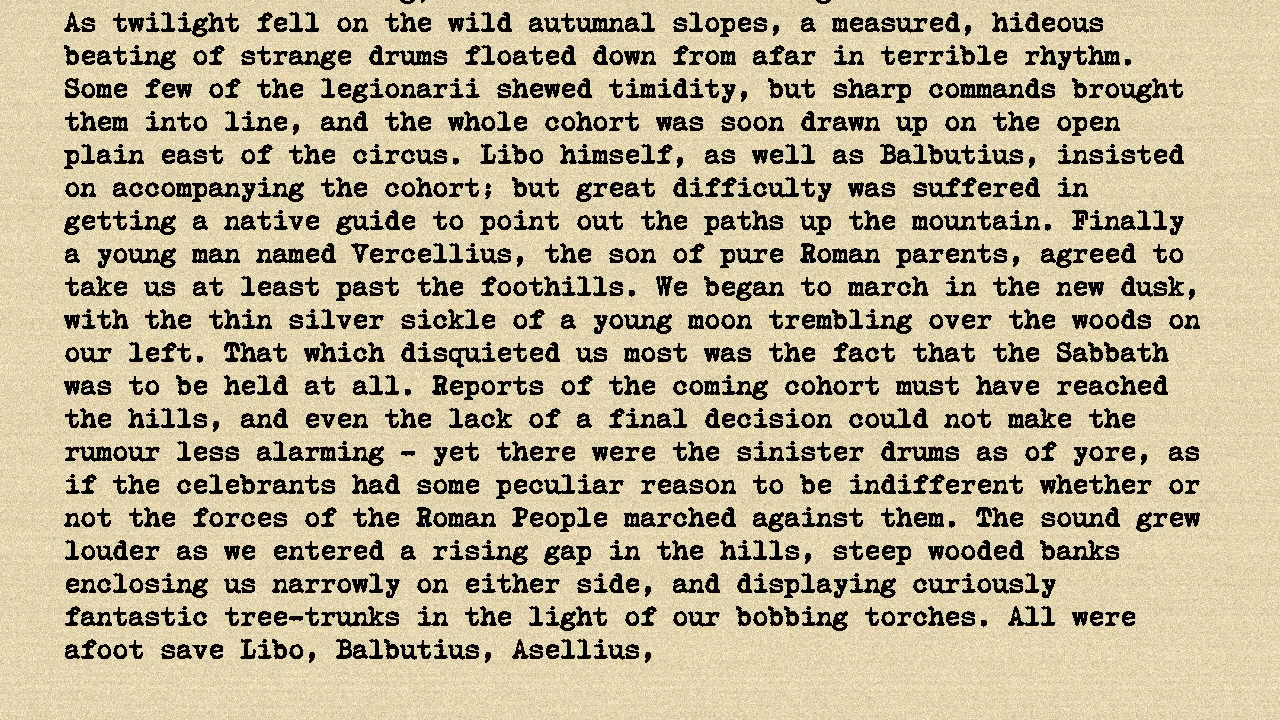 As twilight fell on the wild autumnal slopes, a measured, hideous
beating of strange drums floated down from afar in terrible rhythm.
Some few of the legionarii shewed timidity, but sharp commands brought
them into line, and the whole cohort was soon drawn up on the open
plain east of the circus. Libo himself, as well as Balbutius, insisted
on accompanying the cohort; but great difficulty was suffered in
getting a native guide to point out the paths up the mountain. Finally
a young man named Vercellius, the son of pure Roman parents, agreed to
take us at least past the foothills. We began to march in the new dusk,
with the thin silver sickle of a young moon trembling over the woods on
our left. That which disquieted us most was the fact that the Sabbath
was to be held at all. Reports of the coming cohort must have reached
the hills, and even the lack of a final decision could not make the
rumour less alarming - yet there were the sinister drums as of yore, as
if the celebrants had some peculiar reason to be indifferent whether or
not the forces of the Roman People marched against them. The sound grew
louder as we entered a rising gap in the hills, steep wooded banks
enclosing us narrowly on either side, and displaying curiously
fantastic tree-trunks in the light of our bobbing torches. All were
afoot save Libo, Balbutius, Asellius,